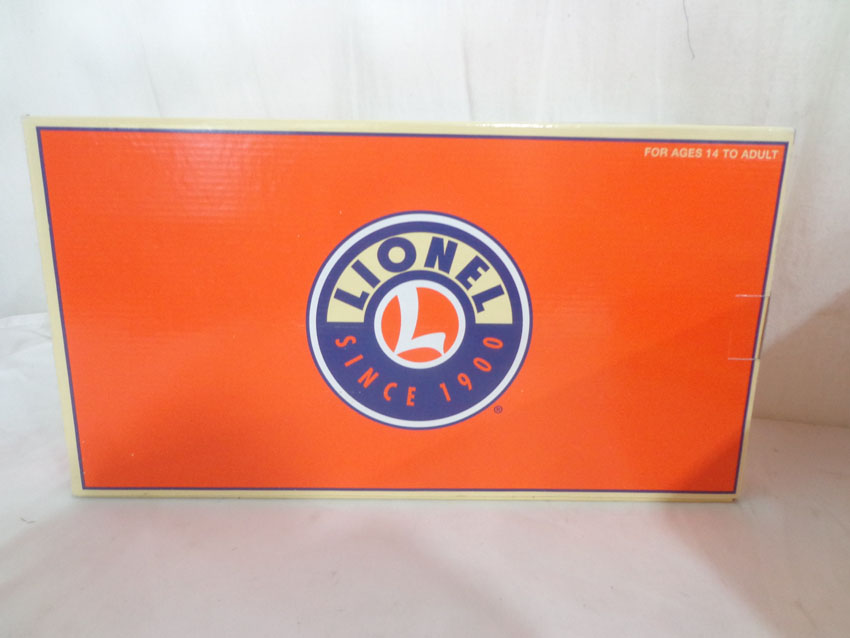 FOR AGES 14 TO ADULT
LIONEL
L
SINCE 1900
®